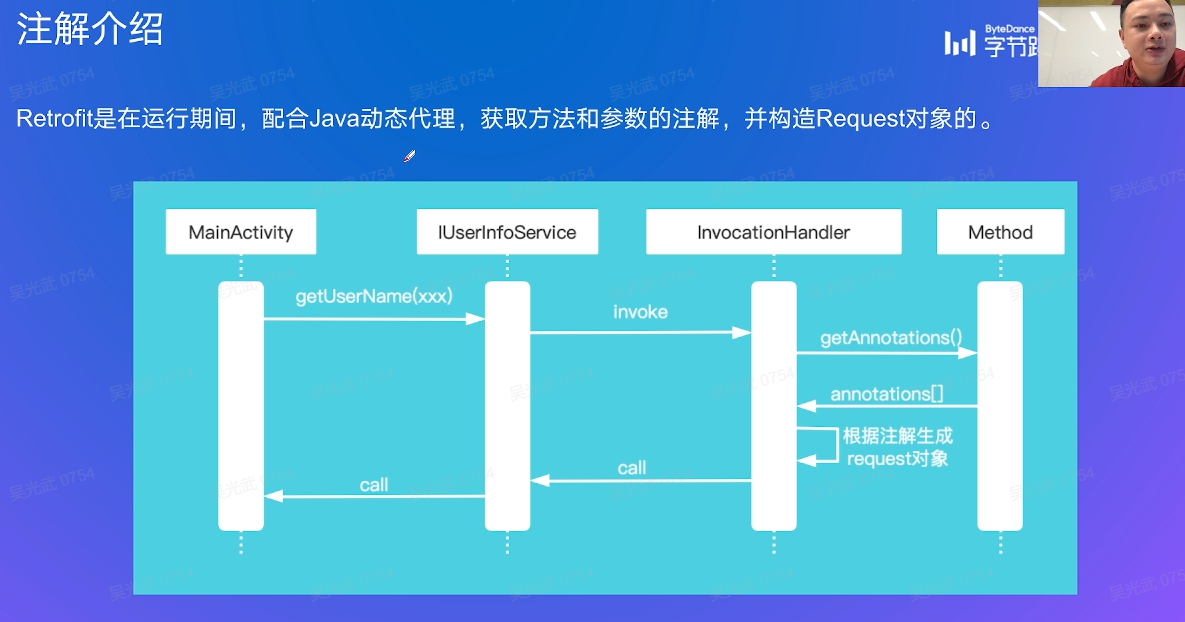 注解介绍
ByteDance
字节跳
Retrofit是在运行期间，配合Java动态代理，获取方法和参数的注解，并构造Request对象的。
MainActivity
IUserInfoService
InvocationHandler
Method
getUserName(xxx)
invoke
getAnnotations()
annotations[]
根据注解生成
request对象
call
call
吴光武 0754